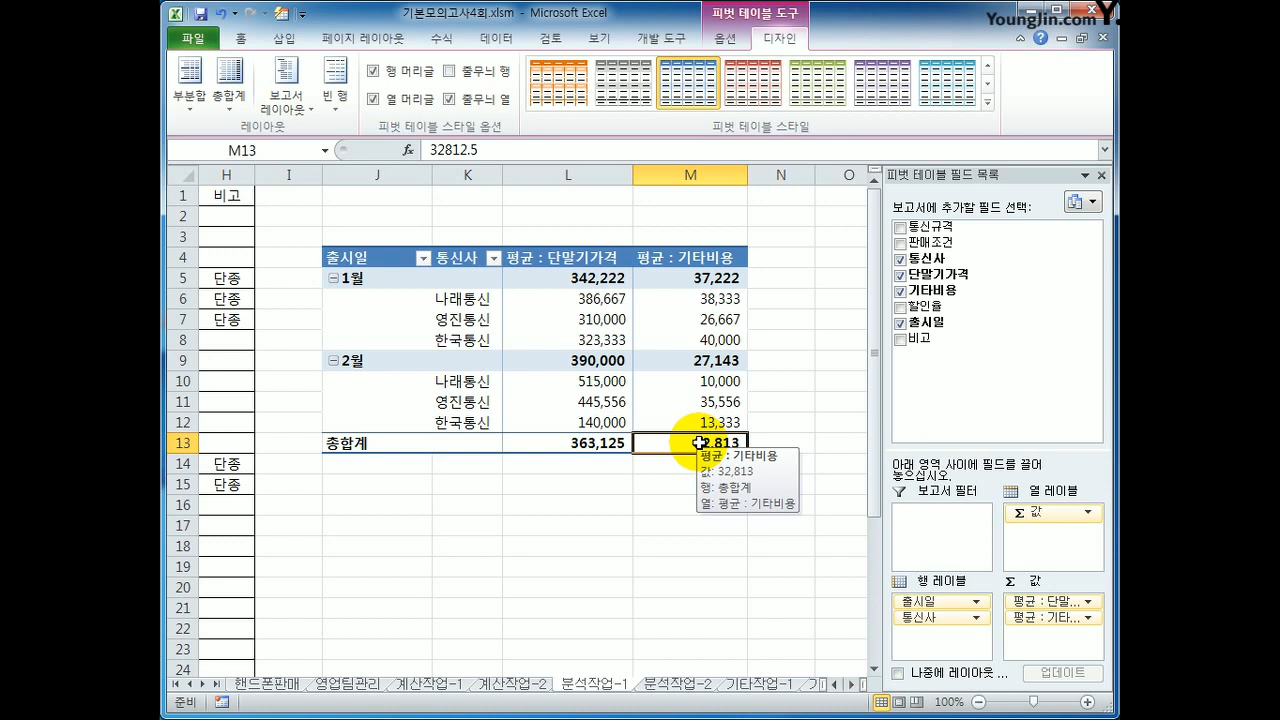 기본모의고사4회.xlsm - Microsoft Excel
피벗 테이블 도구
YoungJin.com
파일 홈 삽입 페이지 레이아웃 수식 데이터 검토 보기 개발 도구 옵션 디자인
부분합 총합계 보고서 레이아웃 빈 행
레이아웃
행 머리글 줄무늬 행
열 머리글 줄무늬 열
피벗 테이블 스타일 옵션
피벗 테이블 스타일
M13 fx 32812.5
H I J K L M N O
1 비고
2
3
4 출시일 통신사 평균 : 단말기가격 평균 : 기타비용
5 단종 1월 342,222 37,222
6 단종 나래통신 386,667 38,333
7 단종 영진통신 310,000 26,667
8 한국통신 323,333 40,000
9 2월 390,000 27,143
10 나래통신 515,000 10,000
11 영진통신 445,556 35,556
12 한국통신 140,000 13,333
13 총합계 363,125 2,813
14 단종
15 단종
16
17
18
19
20
21
22
23
24
평균 : 기타비용
값: 32,813
행: 총합계
열: 평균 : 기타비용
피벗 테이블 필드 목록
보고서에 추가할 필드 선택:
통신규격
판매조건
통신사
단말기가격
기타비용
할인율
출시일
비고
아래 영역 사이에 필드를 끌어
놓으십시오.
보고서 필터 열 레이블
Σ 값
행 레이블 Σ 값
출시일 평균 : 단말...
통신사 평균 : 기타...
나중에 레이아웃 ... 업데이트
핸드폰판매 영업팀관리 계산작업-1 계산작업-2 분석작업-1 분석작업-2 기타작업-1
준비 100%